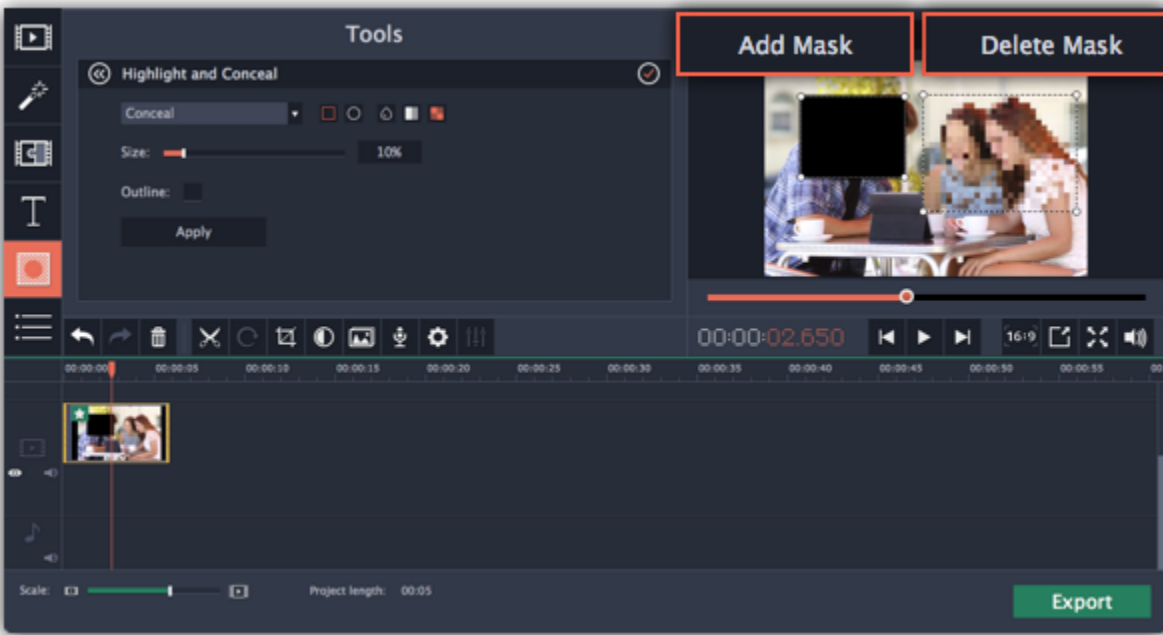 Tools
Add Mask
Delete Mask
Highlight and Conceal
Conceal
Size:
10%
Outline:
Apply
T
00:00:02.650
16:9
00:00:00
00:00:05
00:00:10
00:00:15
00:00:20
00:00:25
00:00:30
00:00:35
00:00:40
00:00:45
00:00:50
00:00:55
00
Scale:
Project length: 00:05
Export